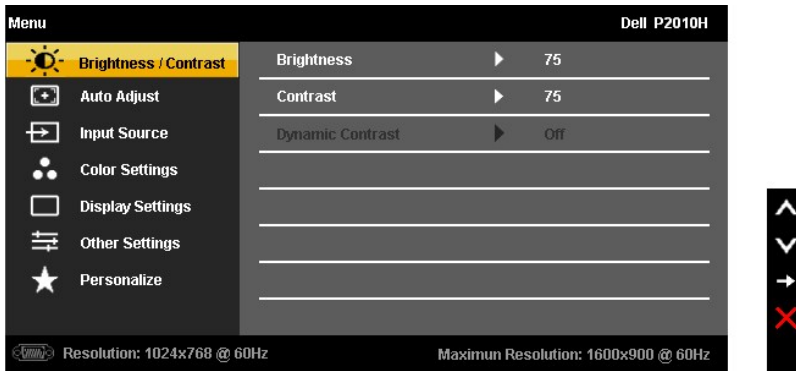 Menu Dell P2010H
Brightness / Contrast Brightness 75
Auto Adjust Contrast 75
Input Source Dynamic Contrast Off
Color Settings
Display Settings
Other Settings
Personalize
Resolution: 1024x768 @ 60Hz Maximun Resolution: 1600x900 @ 60Hz